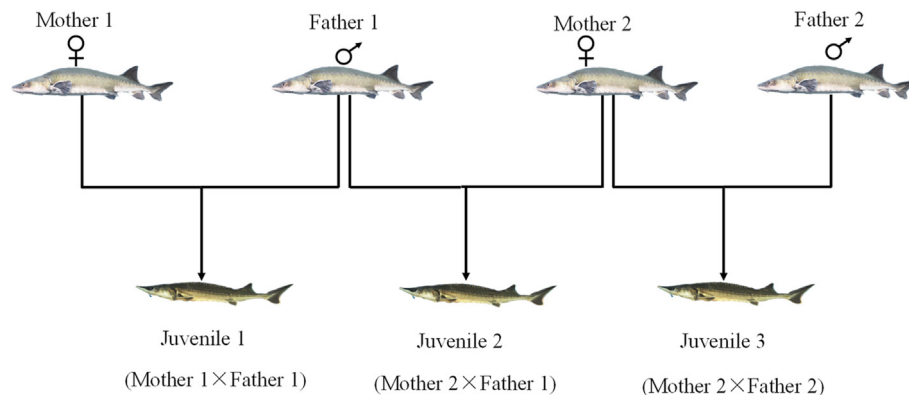 Mother 1
Father 1
Mother 2
Father 2
♀
♂
♀
♂
Juvenile 1
Juvenile 2
Juvenile 3
(Mother 1×Father 1)
(Mother 2×Father 1)
(Mother 2×Father 2)